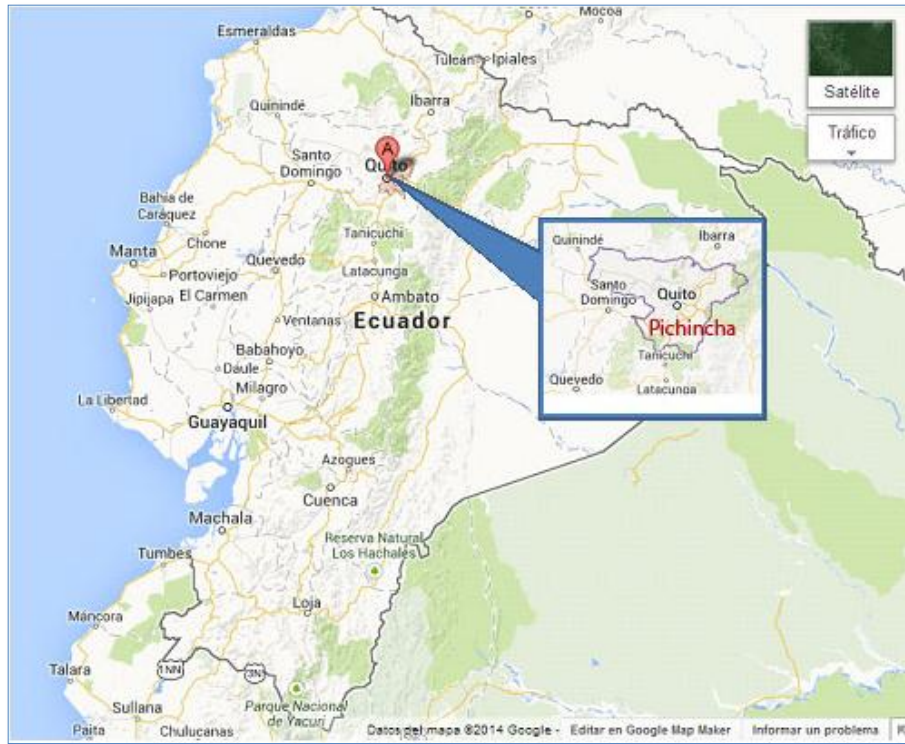 Mocoa
Esmeraldas
Tulcán
Ipiales
Satélite
Quinindé
Ibarra
Tráfico
Santo
Domingo
A
Quito
Bahía de
Caráquez
Chone
Tanicuchi
Manta
Quevedo
Latacunga
Portoviejo
Jipijapa
El Carmen
Ambato
Ventanas
Ecuador
Quinindé
Ibarra
Santo
Domingo
Quito
Pichincha
Tanicuchi
Quevedo
Latacunga
Babahoyo
Daule
Milagro
La Libertad
Guayaquil
Azogues
Cuenca
Machala
Reserva Natural
Los Hachales
Tumbes
Loja
Máncora
Talara
1NN
3N
Sullana
Parque Nacional
de Yacuri
Paita
Chulucanas
Datos del mapa ©2014 Google -
Editar en Google Map Maker
Informar un problema